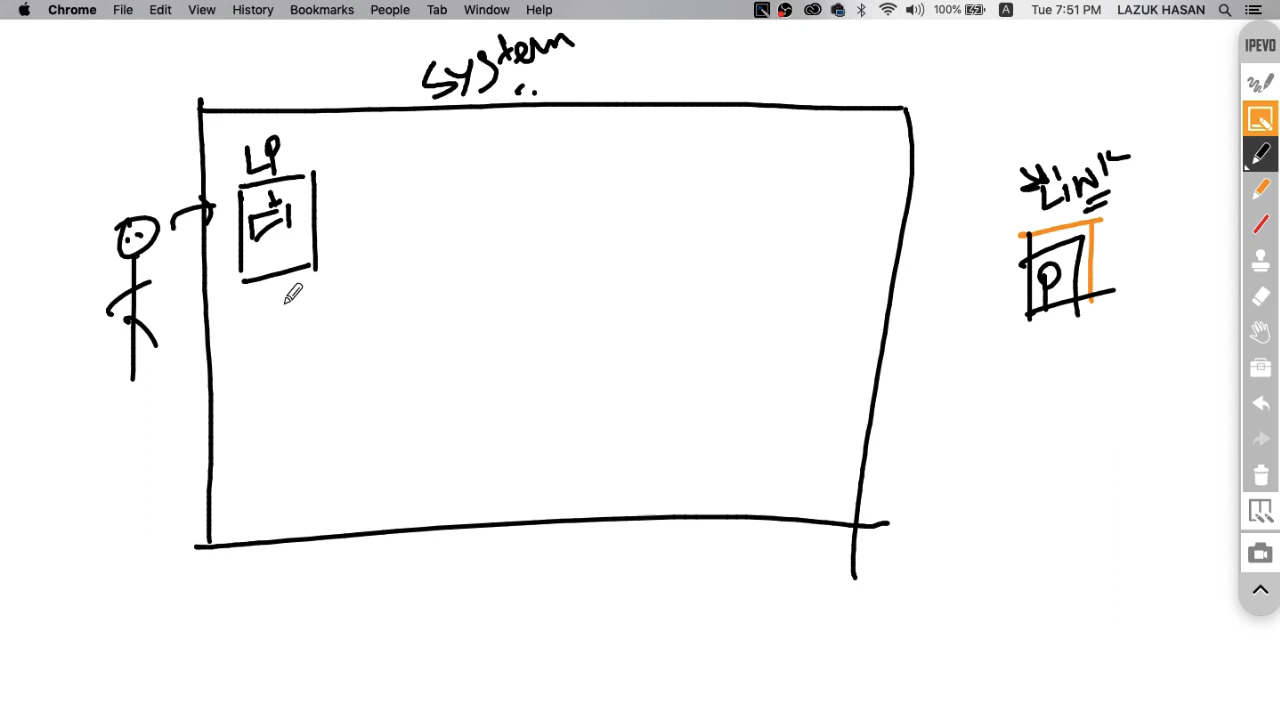 Chrome File Edit View History Bookmarks People Tab Window Help 100% A Tue 7:51 PM LAZUK HASAN
IPEVO
system
LP
Link
P